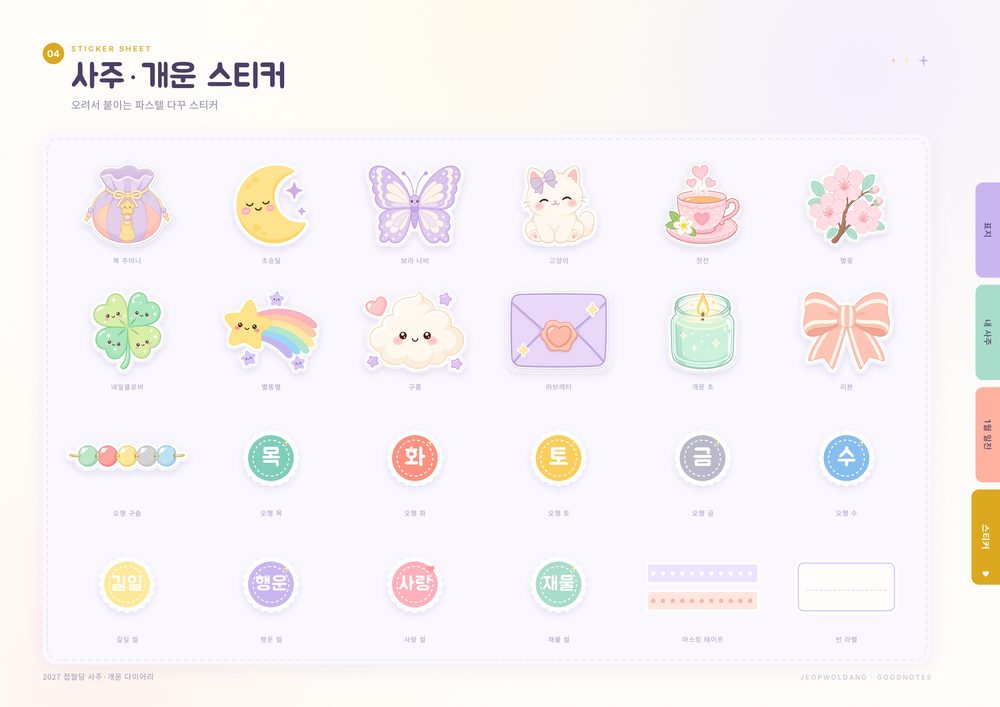 04
STICKER SHEET
사주·개운 스티커
오려서 붙이는 파스텔 다꾸 스티커
복 주머니
초승달
보라 나비
고양이
찻잔
벚꽃
네잎클로버
별똥별
구름
러브레터
개운 초
리본
목
화
토
금
수
오행 구슬
오행 목
오행 화
오행 토
오행 금
오행 수
길일
행운
사랑
재물
길일 씰
행운 씰
사랑 씰
재물 씰
마스킹 테이프
빈 라벨
표지
내 사주
1월 일진
스티커
2027 접월당 사주·개운 다이어리
JEOPWOLDANG · GOODNOTES